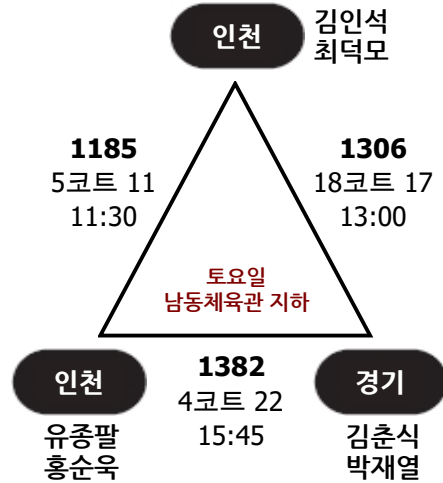 인천
김인석
최덕모
1185
5코트 11
11:30
1306
18코트 17
13:00
토요일
남동체육관 지하
인천
유종팔
홍순욱
1382
4코트 22
15:45
경기
김춘식
박재열